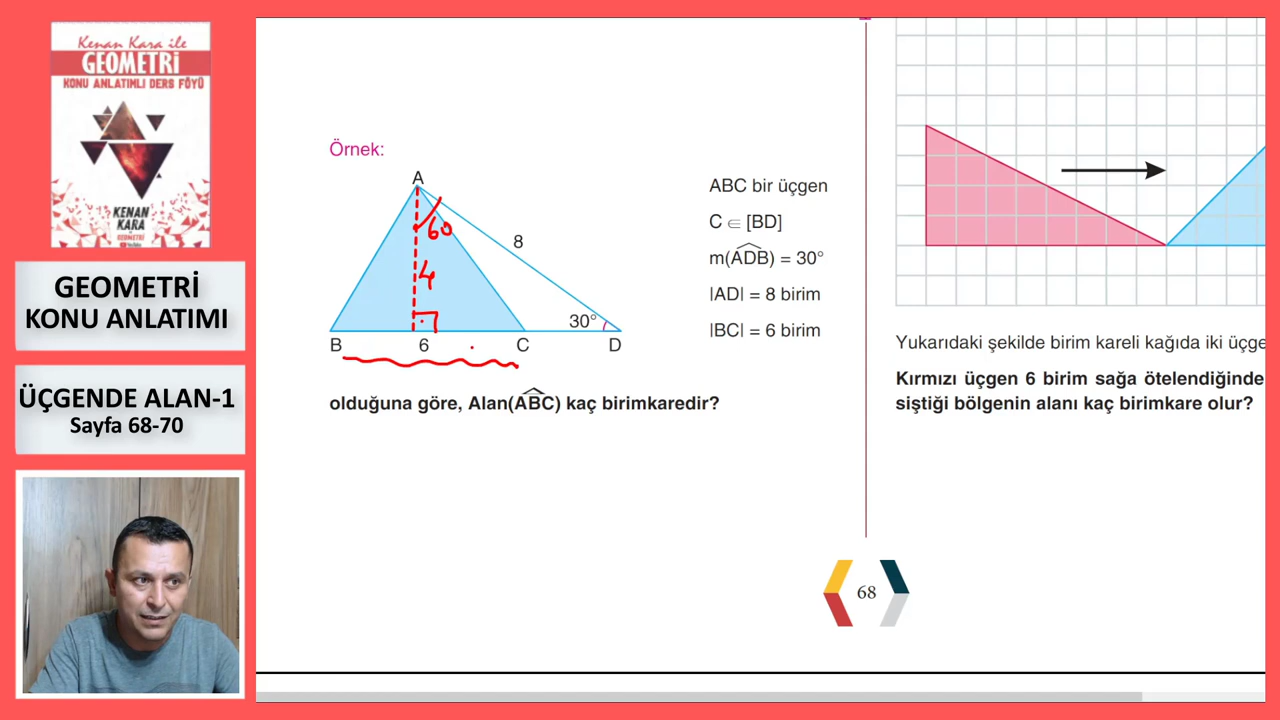 Kenan Kara ile
GEOMETRİ
KONU ANLATIMLI DERS FÖYÜ
KENAN
KARA
GEOMETRİ
GEOMETRİ
KONU ANLATIMI
ÜÇGENDE ALAN-1
Sayfa 68-70
Örnek:
A
60
8
4
30°
B
6
C
D
ABC bir üçgen
C ∈ [BD]
m(ADB) = 30°
|AD| = 8 birim
|BC| = 6 birim
olduğuna göre, Alan(ABC) kaç birimkaredir?
Yukarıdaki şekilde birim kareli kağıda iki üçge
Kırmızı üçgen 6 birim sağa ötelendiğinde
siştiği bölgenin alanı kaç birimkare olur?
68